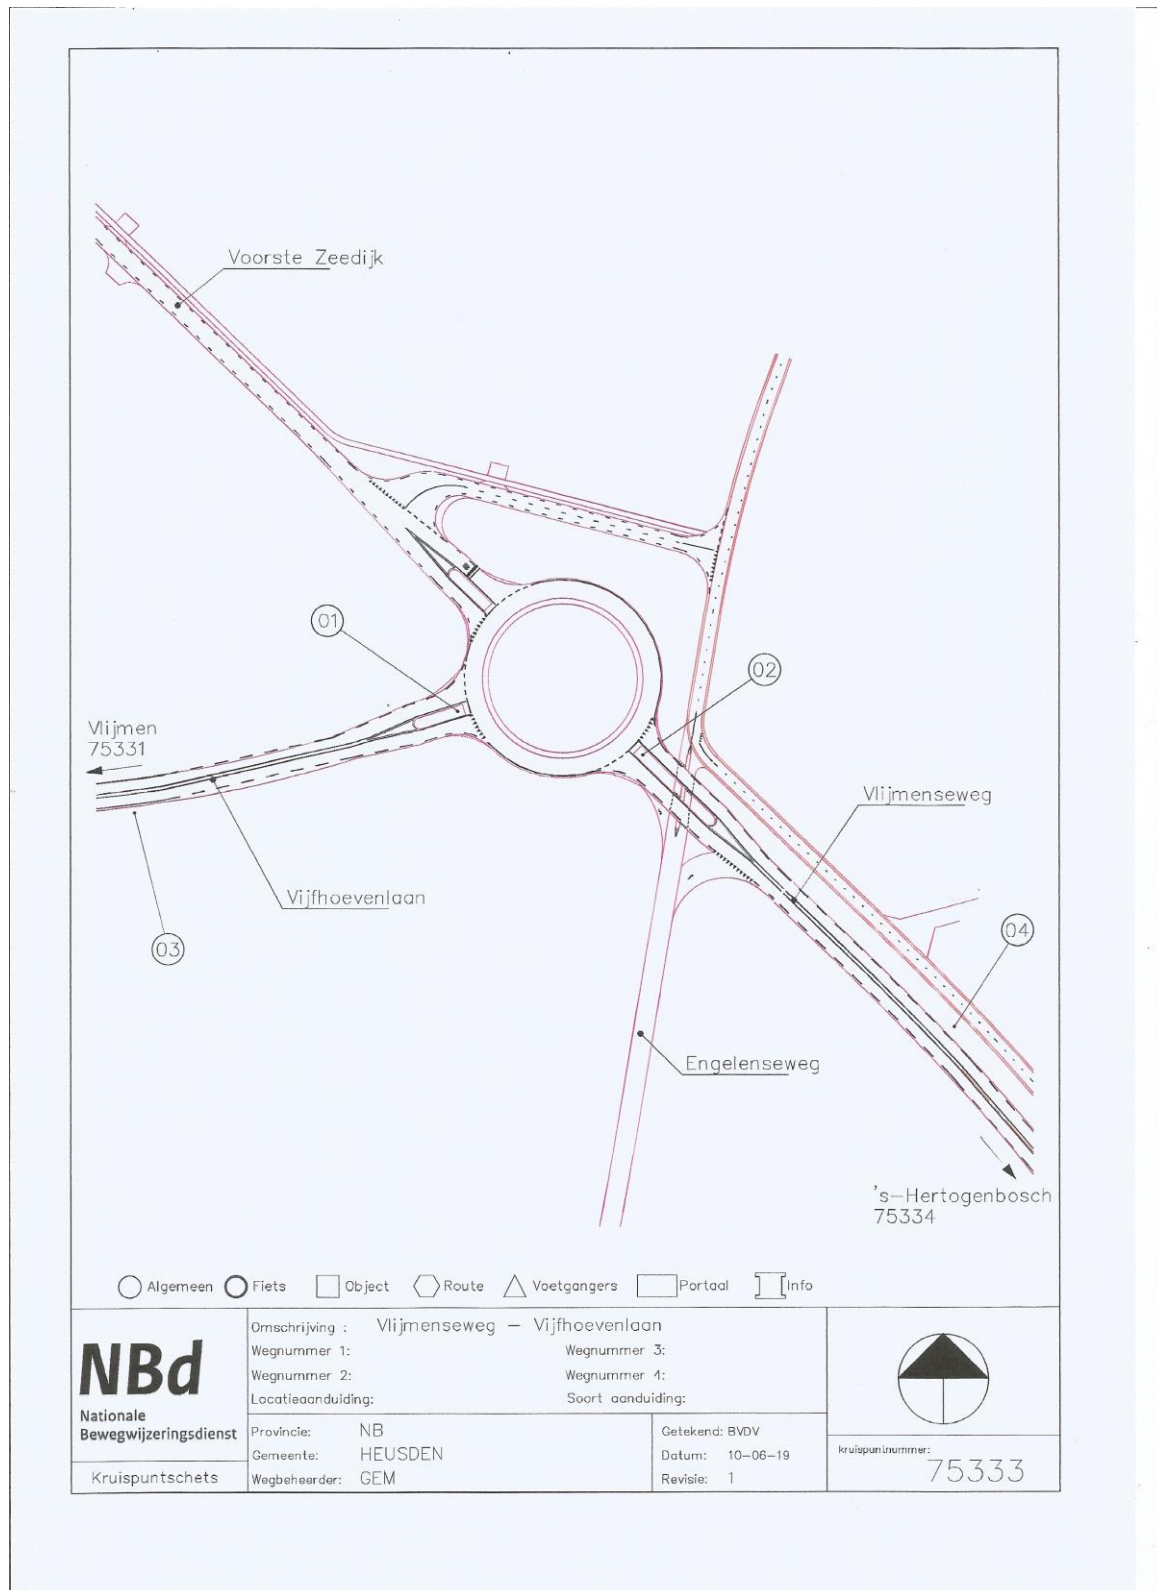 Voorste Zeedijk
01
02
Vlijmen
75331
Vlijmenseweg
Vijfhoevenlaan
03
04
Engelenseweg
's-Hertogenbosch
75334
Algemeen Fiets Object Route Voetgangers Portaal Info
NBd
Nationale
Bewegwijzeringsdienst
Kruispuntschets
Omschrijving : Vlijmenseweg - Vijfhoevenlaan
Wegnummer 1: Wegnummer 3:
Wegnummer 2: Wegnummer 4:
Locatieaanduiding: Soort aanduiding:
Provincie: NB
Gemeente: HEUSDEN
Wegbeheerder: GEM
Getekend: BVDV
Datum: 10-06-19
Revisie: 1
kruispuntnummer:
75333